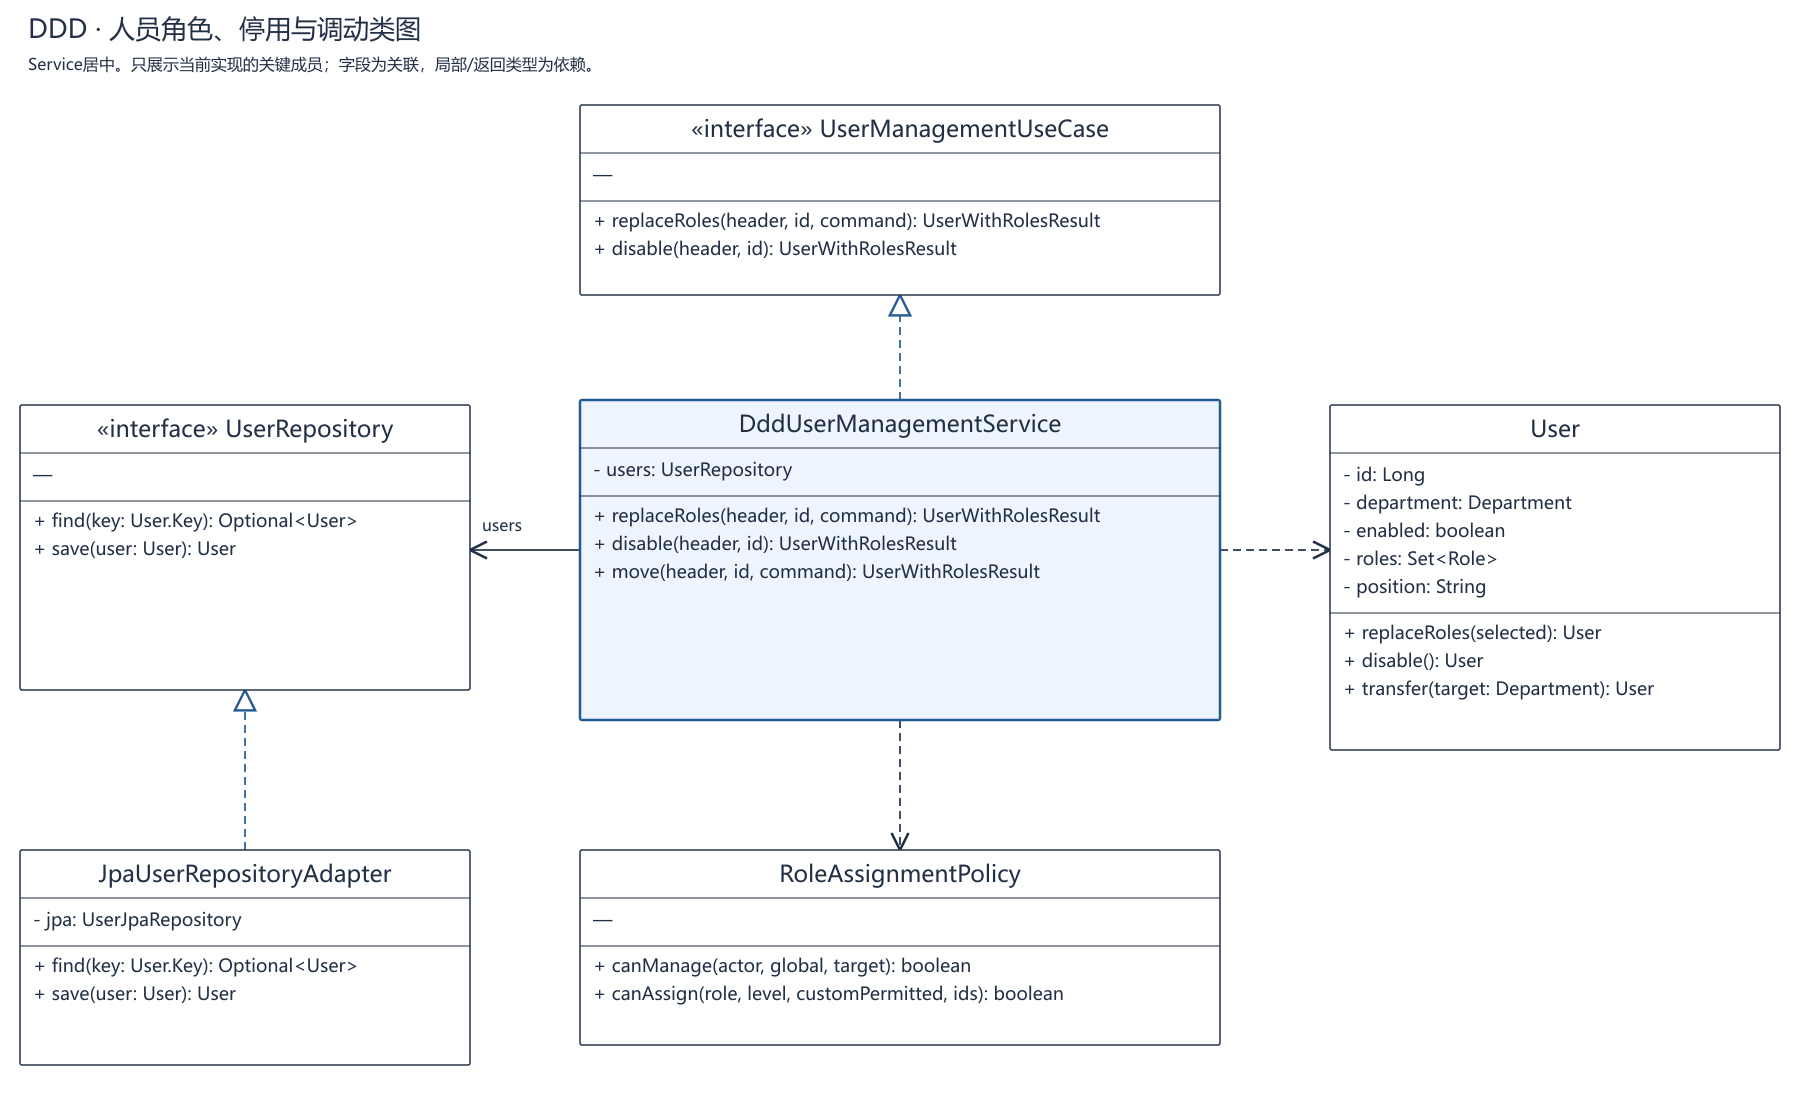 DDD · 人员角色、停用与调动类图
Service居中。只展示当前实现的关键成员；字段为关联，局部/返回类型为依赖。
«interface» UserManagementUseCase
—
+ replaceRoles(header, id, command): UserWithRolesResult
+ disable(header, id): UserWithRolesResult
«interface» UserRepository
—
+ find(key: User.Key): Optional<User>
+ save(user: User): User
users
DddUserManagementService
- users: UserRepository
+ replaceRoles(header, id, command): UserWithRolesResult
+ disable(header, id): UserWithRolesResult
+ move(header, id, command): UserWithRolesResult
User
- id: Long
- department: Department
- enabled: boolean
- roles: Set<Role>
- position: String
+ replaceRoles(selected): User
+ disable(): User
+ transfer(target: Department): User
JpaUserRepositoryAdapter
- jpa: UserJpaRepository
+ find(key: User.Key): Optional<User>
+ save(user: User): User
RoleAssignmentPolicy
—
+ canManage(actor, global, target): boolean
+ canAssign(role, level, customPermitted, ids): boolean